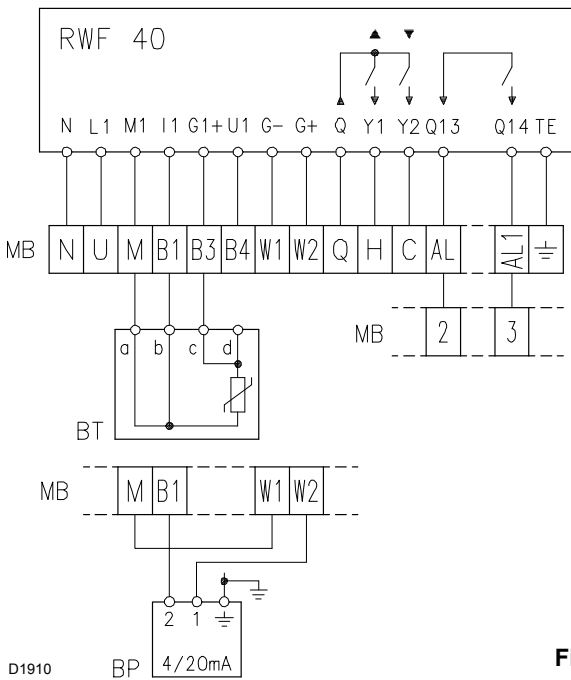 RWF 40
N L1 M1 I1 G1+ U1 G- G+ Q Y1 Y2 Q13 Q14 TE
MB N U M B1 B3 B4 W1 W2 Q H C AL AL1
MB 2 3
a b c d
BT
MB M B1 W1 W2
2 1
BP 4/20mA
D1910